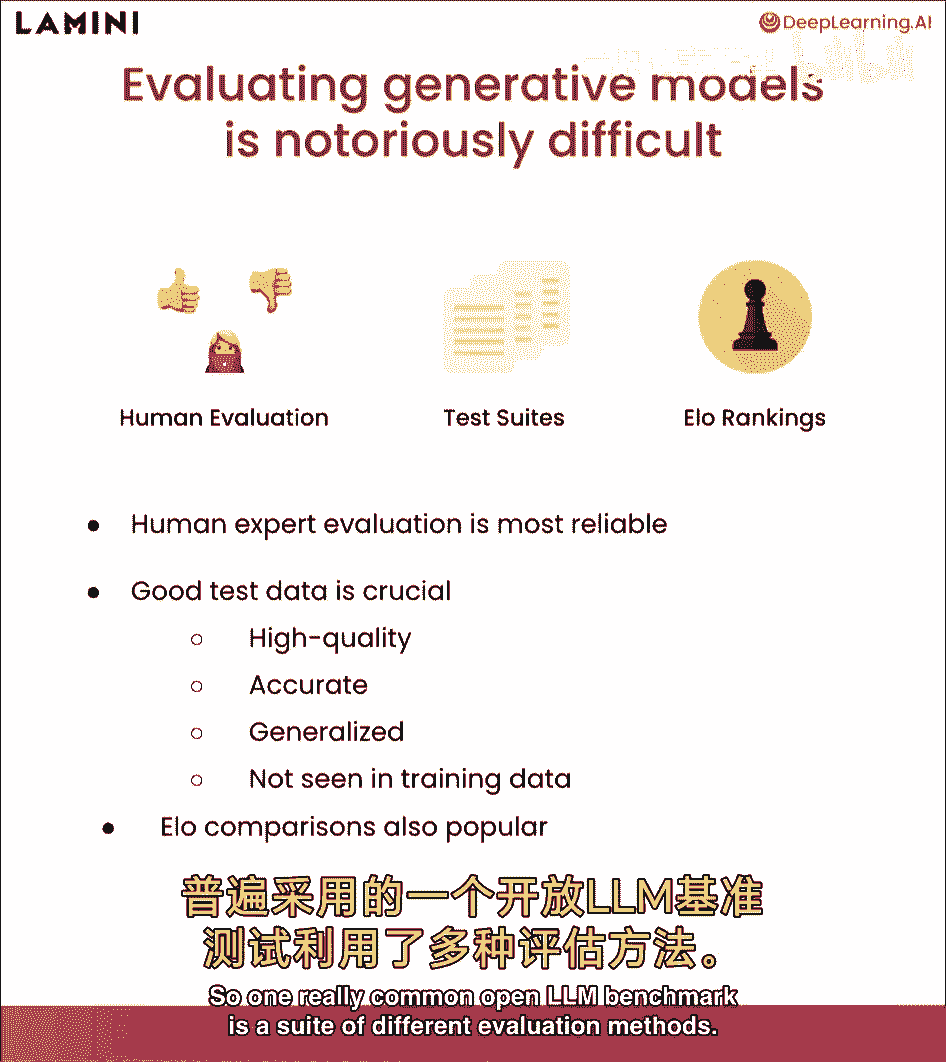 LAMINI
DeepLearning.AI
Evaluating generative models
is notoriously difficult
Human Evaluation
Test Suites
Elo Rankings
● Human expert evaluation is most reliable
● Good test data is crucial
○ High-quality
○ Accurate
○ Generalized
○ Not seen in training data
● Elo comparisons also popular
普遍采用的一个开放LLM基准
测试利用了多种评估方法。
So one really common open LLM benchmark
is a suite of different evaluation methods.